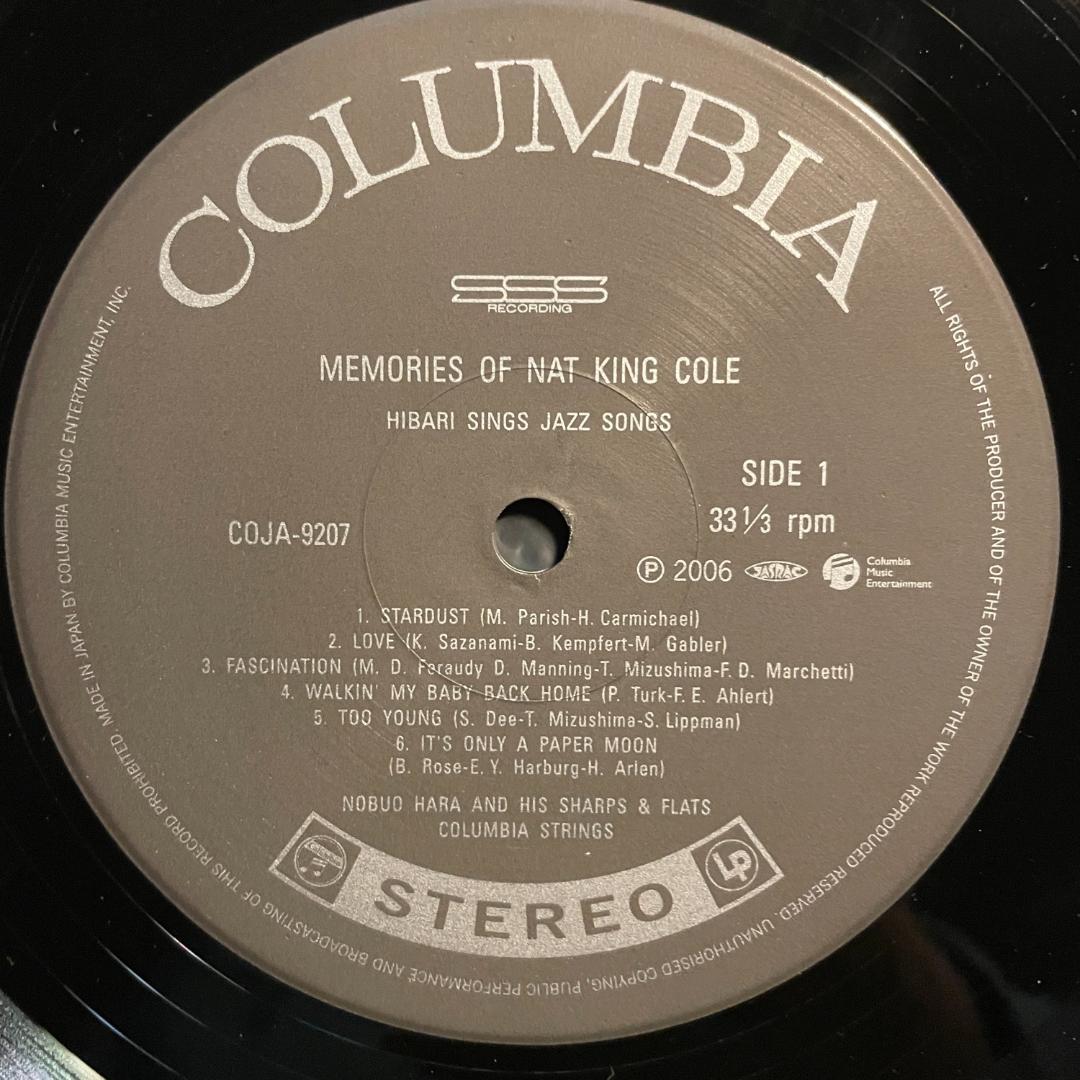 COLUMBIA
SSS
RECORDING
MEMORIES OF NAT KING COLE
HIBARI SINGS JAZZ SONGS
SIDE 1
COJA-9207
33 1/3 rpm
Ⓟ 2006 JASRAC Columbia
Music
Entertainment
1. STARDUST (M. Parish-H. Carmichael)
2. LOVE (K. Sazanami-B. Kempfert-M. Gabler)
3. FASCINATION (M. D. Feraudy D. Manning-T. Mizushima-F. D. Marchetti)
4. WALKIN' MY BABY BACK HOME (P. Turk-F. E. Ahlert)
5. TOO YOUNG (S. Dee-T. Mizushima-S. Lippman)
6. IT'S ONLY A PAPER MOON
(B. Rose-E. Y. Harburg-H. Arlen)
NOBUO HARA AND HIS SHARPS & FLATS
COLUMBIA STRINGS
STEREO
LP
ALL RIGHTS OF THE PRODUCER AND OF THE OWNER OF THE WORK REPRODUCED RESERVED. UNAUTHORISED COPYING, PUBLIC PERFORMANCE AND BROADCASTING OF THIS RECORD PROHIBITED. MADE IN JAPAN BY COLUMBIA MUSIC ENTERTAINMENT, INC.